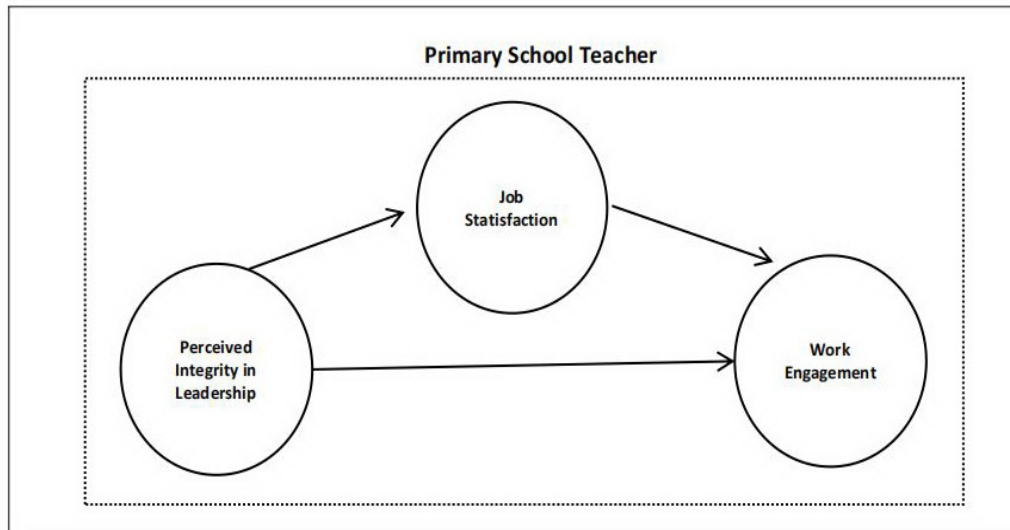 Primary School Teacher
Job
Statisfaction
Perceived
Integrity in
Leadership
Work
Engagement